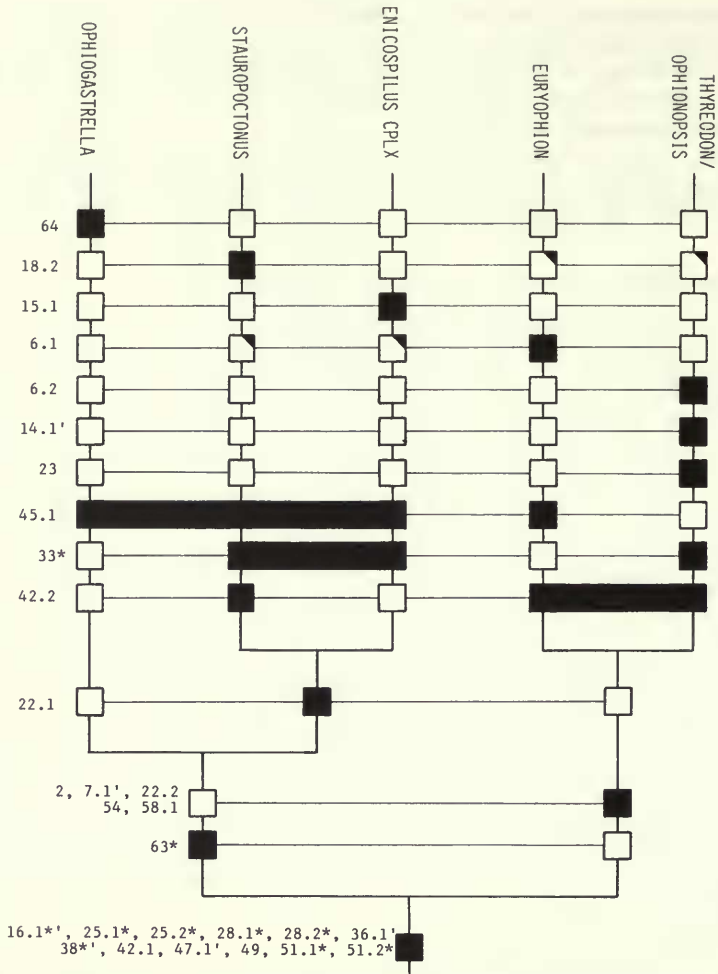 OPHIOGASTRELLA
STAUROPOCTONUS
ENICOSPILUS CPLX
EURYOPHION
THYREODON/
OPHIONOPSIS
64
18.2
15.1
6.1
6.2
14.1'
23
45.1
33*
42.2
22.1
2, 7.1', 22.2
54, 58.1
63*
16.1*', 25.1*, 25.2*, 28.1*, 28.2*, 36.1'
38*', 42.1, 47.1', 49, 51.1*, 51.2*